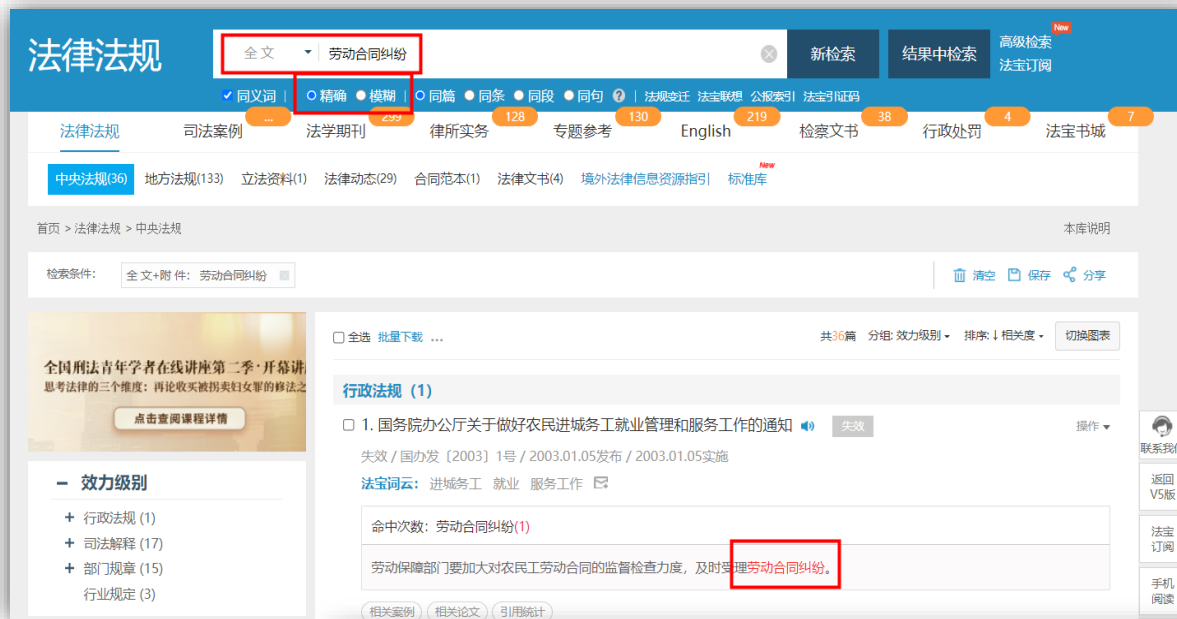 New
法律法规 全文 劳动合同纠纷 新检索 结果中检索 高级检索
法宝订阅
同义词 | 精确 模糊 | 同篇 同条 同段 同句 ? | 法规变迁 法宝联想 公报索引 法宝引证码
... 299 128 130 219 38 4 7
法律法规 司法案例 法学期刊 律所实务 专题参考 English 检察文书 行政处罚 法宝书城
New
中央法规(36) 地方法规(133) 立法资料(1) 法律动态(29) 合同范本(1) 法律文书(4) 境外法律信息资源指引 标准库
首页 > 法律法规 > 中央法规 本库说明
检索条件: 全文+附件: 劳动合同纠纷 清空 保存 分享
全选 批量下载 ... 共36篇 分组: 效力级别 排序:↓相关度 切换图表
全国刑法青年学者在线讲座第二季·开幕讲
思考法律的三个维度:再论收买被拐卖妇女罪的修法之
点击查阅课程详情
行政法规 (1)
1. 国务院办公厅关于做好农民进城务工就业管理和服务工作的通知 失效 操作
失效 / 国办发〔2003〕1号 / 2003.01.05发布 / 2003.01.05实施
法宝词云: 进城务工 就业 服务工作
命中次数: 劳动合同纠纷(1)
劳动保障部门要加大对农民工劳动合同的监督检查力度,及时受理劳动合同纠纷。
相关案例 相关论文 引用统计
− 效力级别
+ 行政法规 (1)
+ 司法解释 (17)
+ 部门规章 (15)
行业规定 (3)
联系我们
返回
V5版
法宝
订阅
手机
阅读